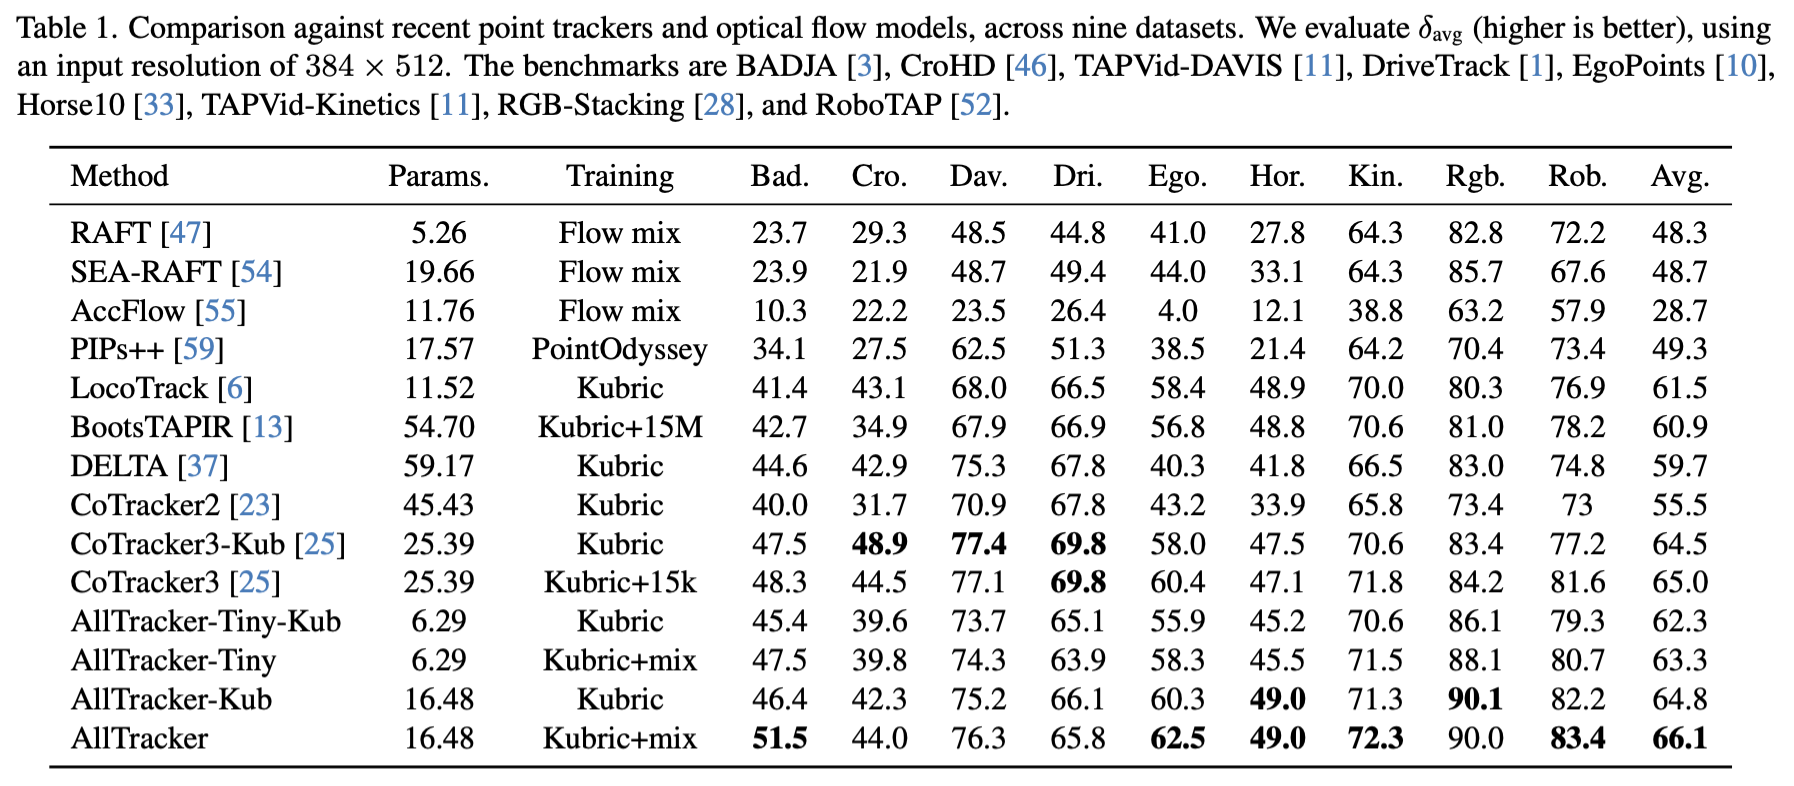 Table 1. Comparison against recent point trackers and optical flow models, across nine datasets. We evaluate δavg (higher is better), using
an input resolution of 384 × 512. The benchmarks are BADJA [3], CroHD [46], TAPVid-DAVIS [11], DriveTrack [1], EgoPoints [10],
Horse10 [33], TAPVid-Kinetics [11], RGB-Stacking [28], and RoboTAP [52].
Method Params. Training Bad. Cro. Dav. Dri. Ego. Hor. Kin. Rgb. Rob. Avg.
RAFT [47] 5.26 Flow mix 23.7 29.3 48.5 44.8 41.0 27.8 64.3 82.8 72.2 48.3
SEA-RAFT [54] 19.66 Flow mix 23.9 21.9 48.7 49.4 44.0 33.1 64.3 85.7 67.6 48.7
AccFlow [55] 11.76 Flow mix 10.3 22.2 23.5 26.4 4.0 12.1 38.8 63.2 57.9 28.7
PIPs++ [59] 17.57 PointOdyssey 34.1 27.5 62.5 51.3 38.5 21.4 64.2 70.4 73.4 49.3
LocoTrack [6] 11.52 Kubric 41.4 43.1 68.0 66.5 58.4 48.9 70.0 80.3 76.9 61.5
BootsTAPIR [13] 54.70 Kubric+15M 42.7 34.9 67.9 66.9 56.8 48.8 70.6 81.0 78.2 60.9
DELTA [37] 59.17 Kubric 44.6 42.9 75.3 67.8 40.3 41.8 66.5 83.0 74.8 59.7
CoTracker2 [23] 45.43 Kubric 40.0 31.7 70.9 67.8 43.2 33.9 65.8 73.4 73 55.5
CoTracker3-Kub [25] 25.39 Kubric 47.5 48.9 77.4 69.8 58.0 47.5 70.6 83.4 77.2 64.5
CoTracker3 [25] 25.39 Kubric+15k 48.3 44.5 77.1 69.8 60.4 47.1 71.8 84.2 81.6 65.0
AllTracker-Tiny-Kub 6.29 Kubric 45.4 39.6 73.7 65.1 55.9 45.2 70.6 86.1 79.3 62.3
AllTracker-Tiny 6.29 Kubric+mix 47.5 39.8 74.3 63.9 58.3 45.5 71.5 88.1 80.7 63.3
AllTracker-Kub 16.48 Kubric 46.4 42.3 75.2 66.1 60.3 49.0 71.3 90.1 82.2 64.8
AllTracker 16.48 Kubric+mix 51.5 44.0 76.3 65.8 62.5 49.0 72.3 90.0 83.4 66.1